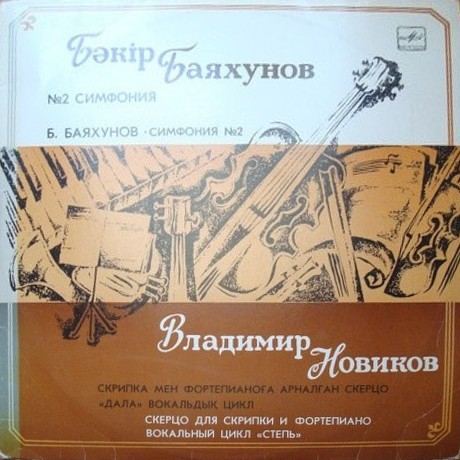 Бәкір Баяхунов
№2 СИМФОНИЯ
Б. БАЯХУНОВ · СИМФОНИЯ №2
Владимир Новиков
СКРИПКА МЕН ФОРТЕПИАНОҒА АРНАЛҒАН СКЕРЦО
«ДАЛА» ВОКАЛЬДЫҚ ЦИКЛ
СКЕРЦО ДЛЯ СКРИПКИ И ФОРТЕПИАНО
ВОКАЛЬНЫЙ ЦИКЛ «СТЕПЬ»